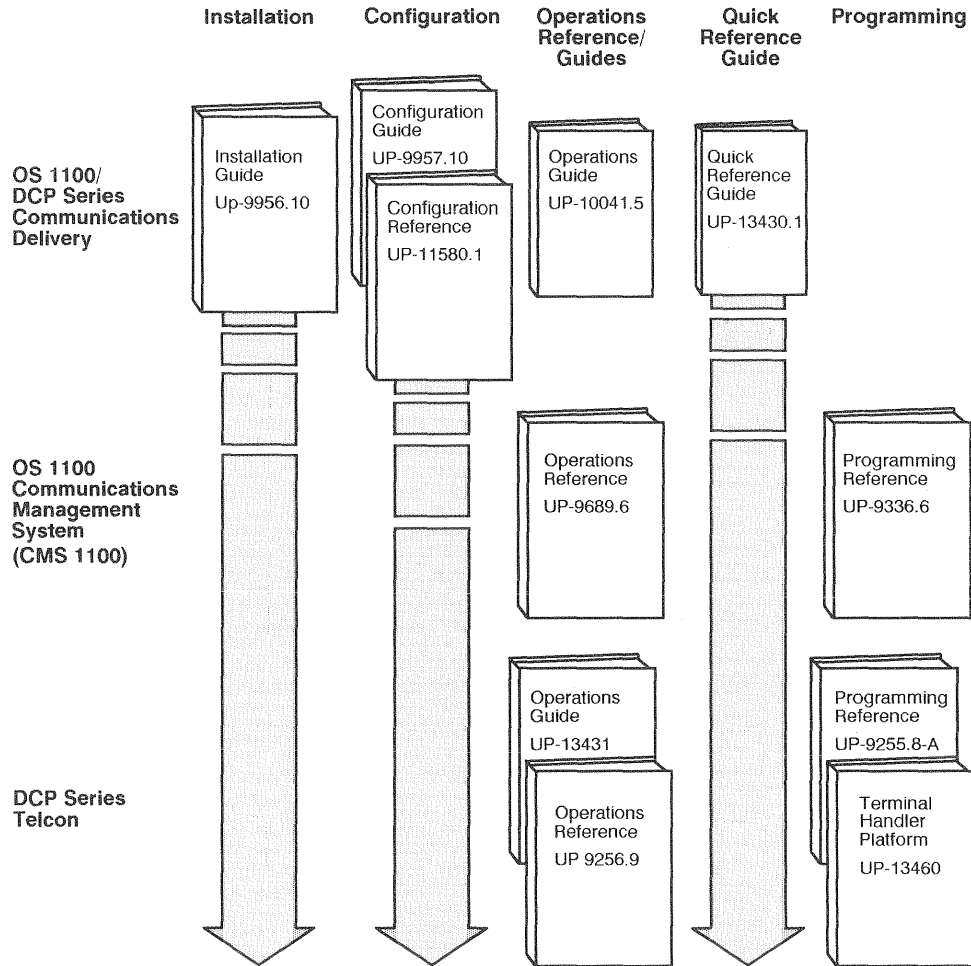 Installation
Configuration
Operations
Reference/
Guides
Quick
Reference
Guide
Programming
OS 1100/
DCP Series
Communications
Delivery
Installation
Guide
Up-9956.10
Configuration
Guide
UP-9957.10
Configuration
Reference
UP-11580.1
Operations
Guide
UP-10041.5
Quick
Reference
Guide
UP-13430.1
OS 1100
Communications
Management
System
(CMS 1100)
Operations
Reference
UP-9689.6
Programming
Reference
UP-9336.6
DCP Series
Telcon
Operations
Guide
UP-13431
Operations
Reference
UP 9256.9
Programming
Reference
UP-9255.8-A
Terminal
Handler
Platform
UP-13460